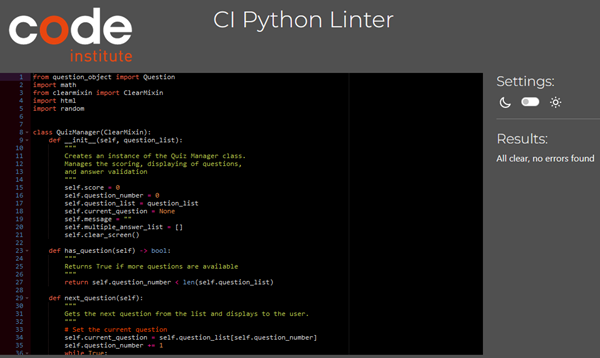 code
institute
CI Python Linter
1 from question_object import Question
2 import math
3 from clearmixin import ClearMixin
4 import html
5 import random
6
7
8 class QuizManager(ClearMixin):
9     def __init__(self, question_list):
10         """
11         Creates an instance of the Quiz Manager class.
12         Manages the scoring, displaying of questions,
13         and answer validation
14         """
15         self.score = 0
16         self.question_number = 0
17         self.question_list = question_list
18         self.current_question = None
19         self.message = ""
20         self.multiple_answer_list = []
21         self.clear_screen()
22
23     def has_question(self) -> bool:
24         """
25         Returns True if more questions are available
26         """
27         return self.question_number < len(self.question_list)
28
29     def next_question(self):
30         """
31         Gets the next question from the list and displays to the user.
32         """
33         # Set the current question
34         self.current_question = self.question_list[self.question_number]
35         self.question_number += 1
36         while True:
Settings:
Results:
All clear, no errors found